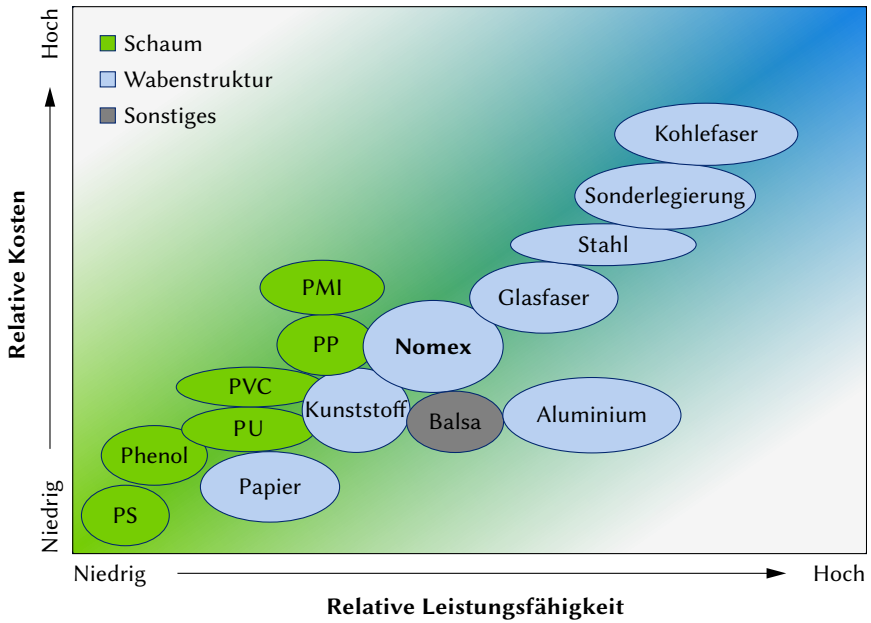 Hoch
Schaum
Wabenstruktur
Sonstiges
Kohlefaser
Sonderlegierung
Stahl
PMI
Glasfaser
PP
Nomex
PVC
Kunststoff
Aluminium
PU
Balsa
Phenol
Papier
PS
Relative Kosten
Niedrig
Niedrig
Hoch
Relative Leistungsfähigkeit